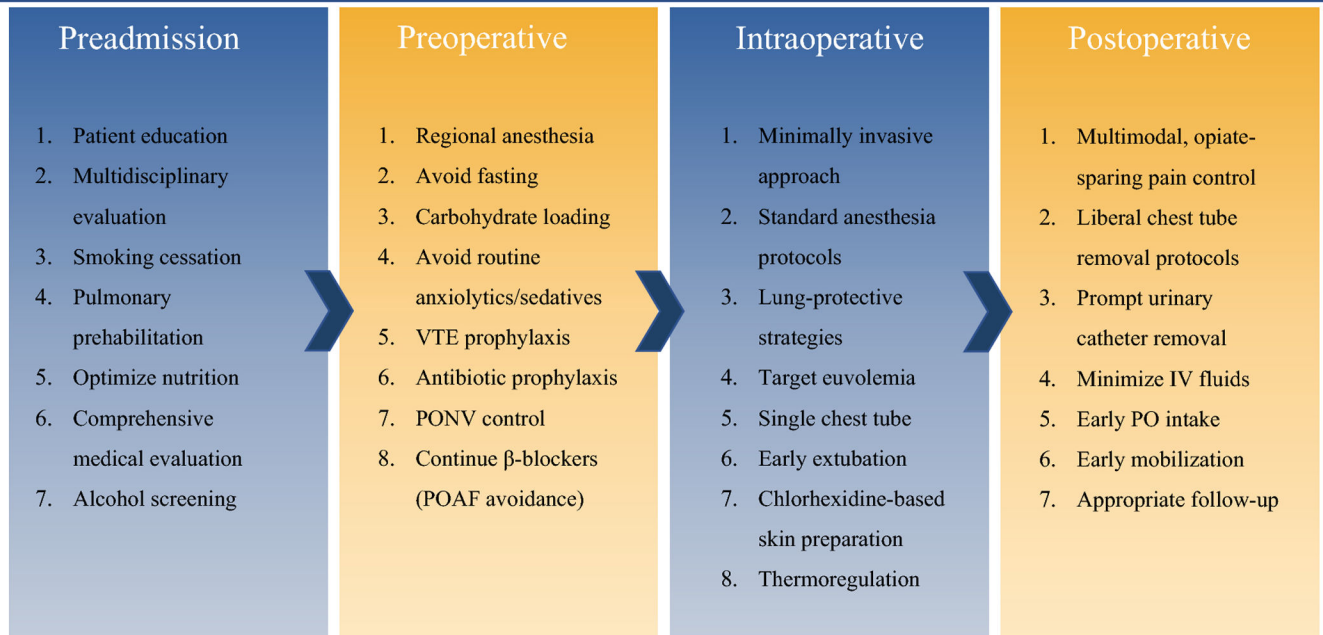 Preadmission
1. Patient education
2. Multidisciplinary
evaluation
3. Smoking cessation
4. Pulmonary
prehabilitation
5. Optimize nutrition
6. Comprehensive
medical evaluation
7. Alcohol screening
Preoperative
1. Regional anesthesia
2. Avoid fasting
3. Carbohydrate loading
4. Avoid routine
anxiolytics/sedatives
5. VTE prophylaxis
6. Antibiotic prophylaxis
7. PONV control
8. Continue β-blockers
(POAF avoidance)
Intraoperative
1. Minimally invasive
approach
2. Standard anesthesia
protocols
3. Lung-protective
strategies
4. Target euvolemia
5. Single chest tube
6. Early extubation
7. Chlorhexidine-based
skin preparation
8. Thermoregulation
Postoperative
1. Multimodal, opiate-
sparing pain control
2. Liberal chest tube
removal protocols
3. Prompt urinary
catheter removal
4. Minimize IV fluids
5. Early PO intake
6. Early mobilization
7. Appropriate follow-up